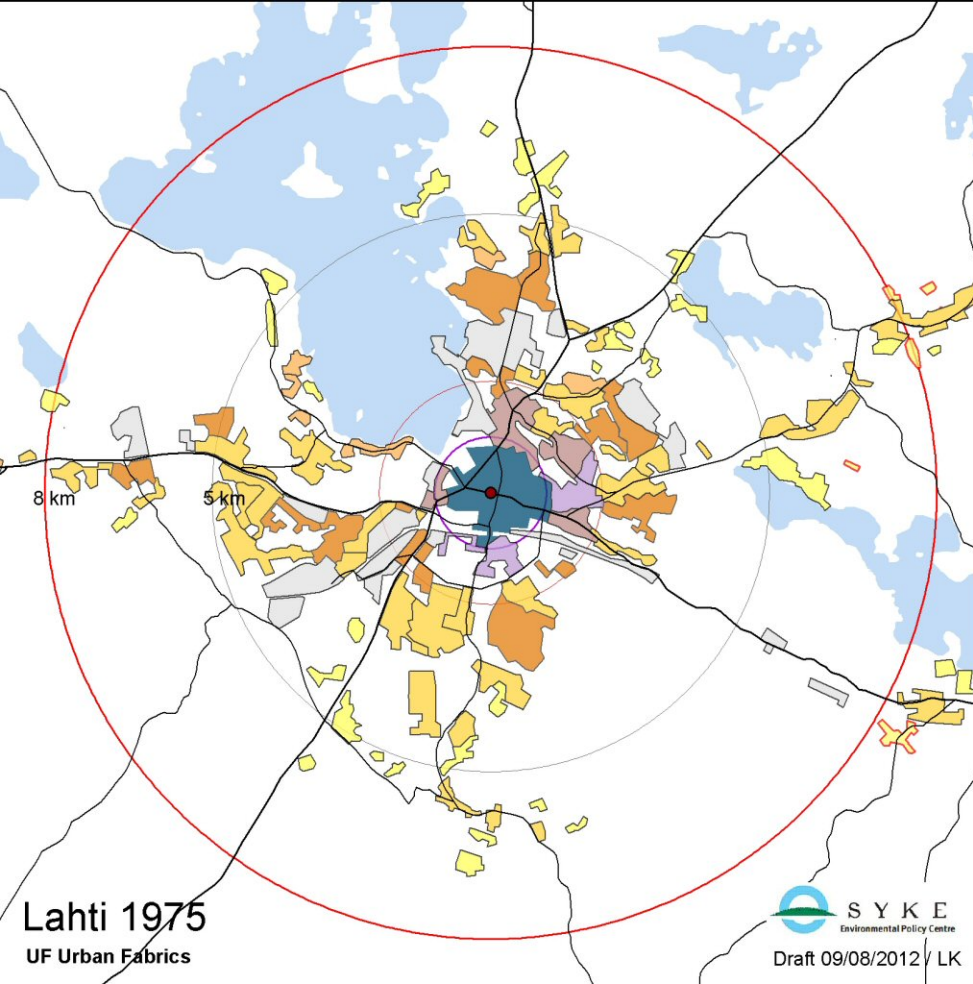 8 km
5 km
Lahti 1975
UF Urban Fabrics
SYKE
Environmental Policy Centre
Draft 09/08/2012 / LK